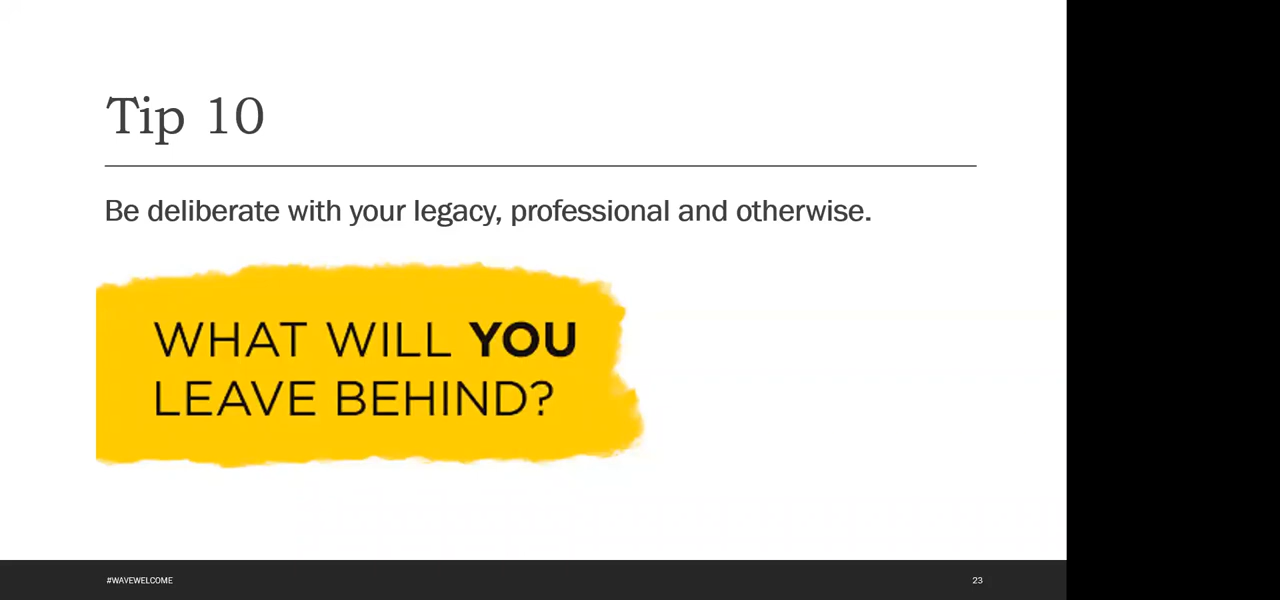 Tip 10
Be deliberate with your legacy, professional and otherwise.
WHAT WILL YOU
LEAVE BEHIND?
#WAVEWELCOME
23